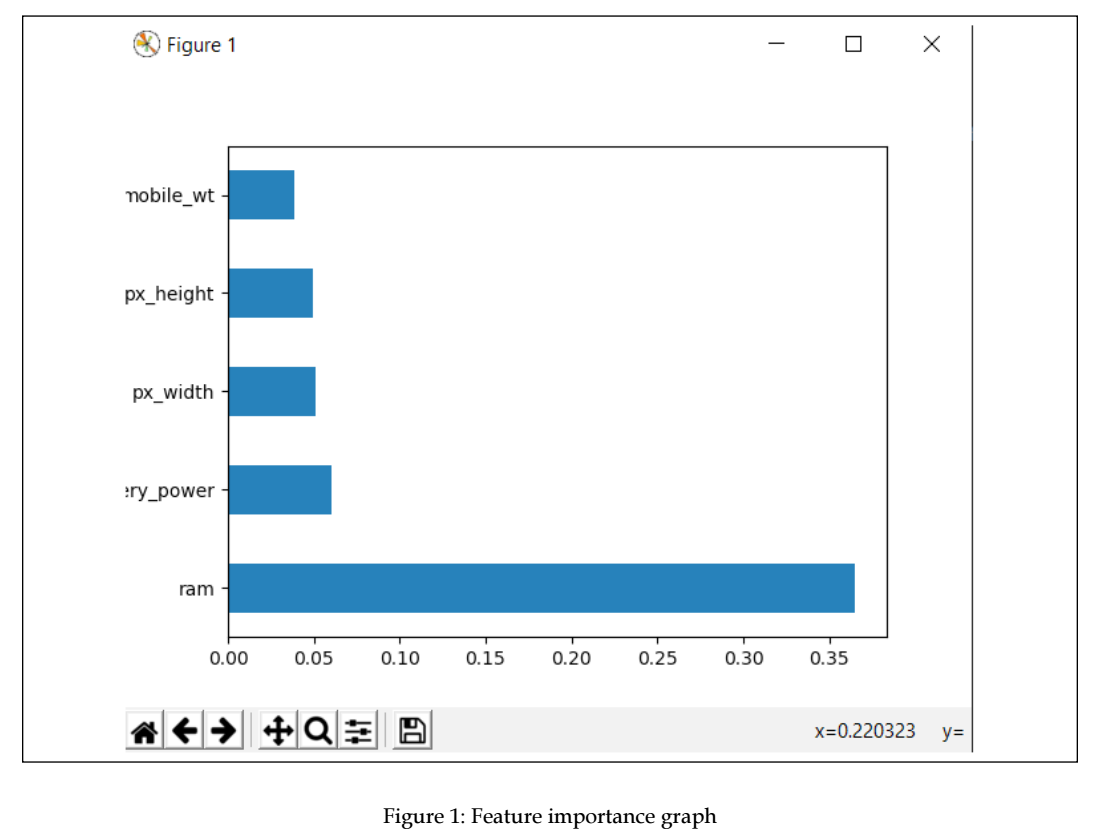 Figure 1
mobile_wt
px_height
px_width
ery_power
ram
0.00 0.05 0.10 0.15 0.20 0.25 0.30 0.35
x=0.220323 y=
Figure 1: Feature importance graph